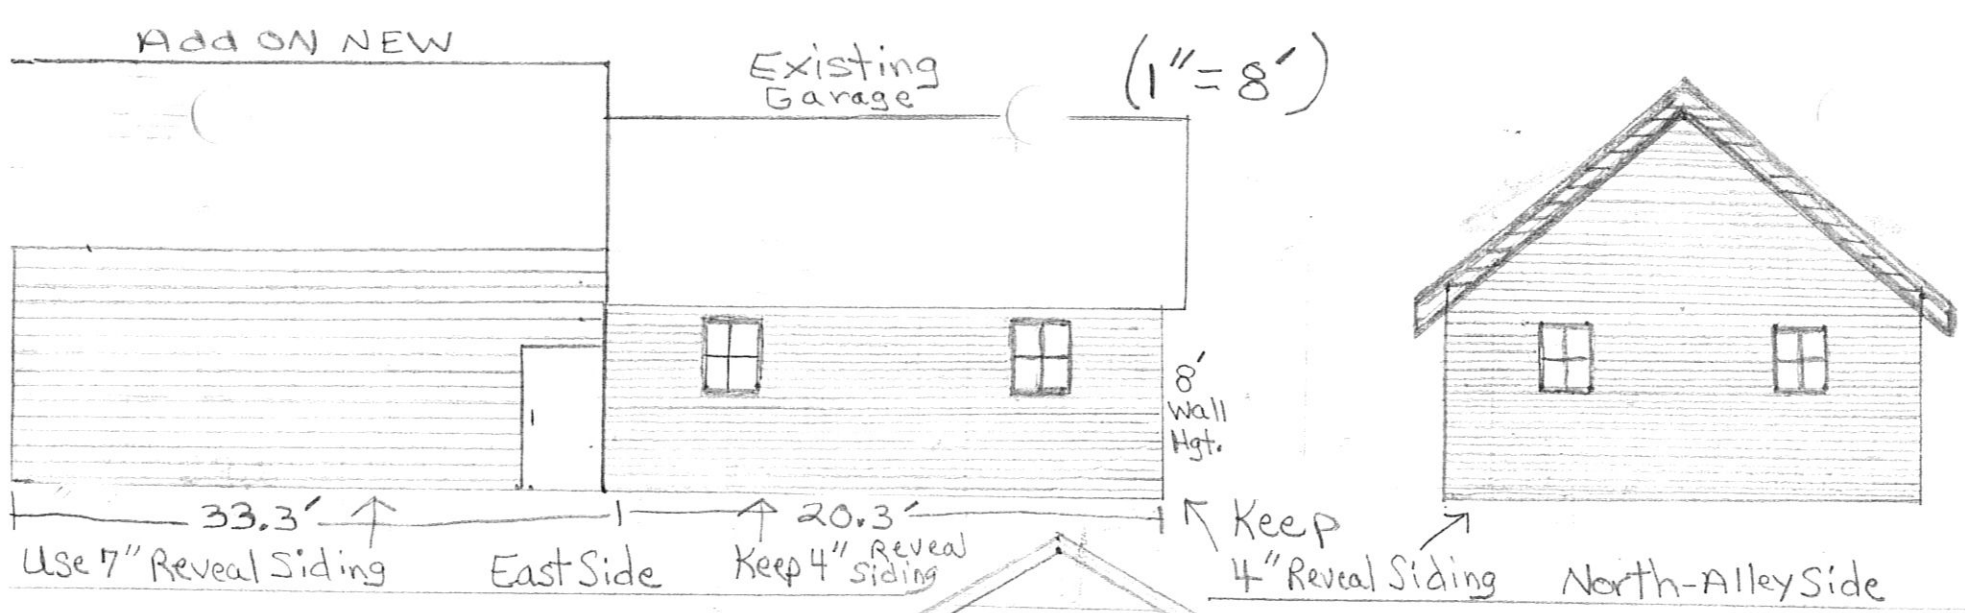 Add ON NEW
Existing
Garage
(1"=8')
8'
Wall
Hgt.
33.3'
20.3'
Use 7" Reveal Siding
East Side
Keep 4" Reveal
Siding
Keep
4" Reveal Siding
North-Alley Side